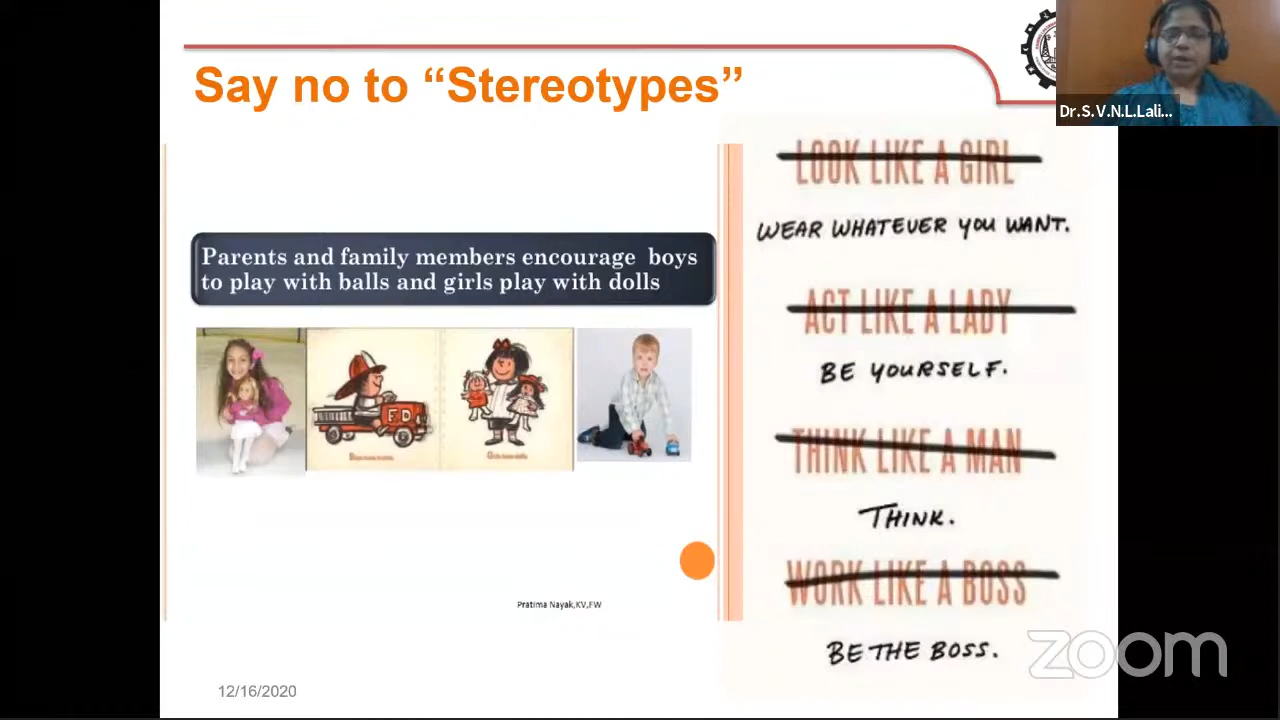 Say no to “Stereotypes”
Dr.S.V.N.L.Lali...
Parents and family members encourage boys
to play with balls and girls play with dolls
FD
Pratima Nayak,KV,FW
12/16/2020
LOOK LIKE A GIRL
WEAR WHATEVER YOU WANT.
ACT LIKE A LADY
BE YOURSELF.
THINK LIKE A MAN
THINK.
WORK LIKE A BOSS
BE THE BOSS.
zoom